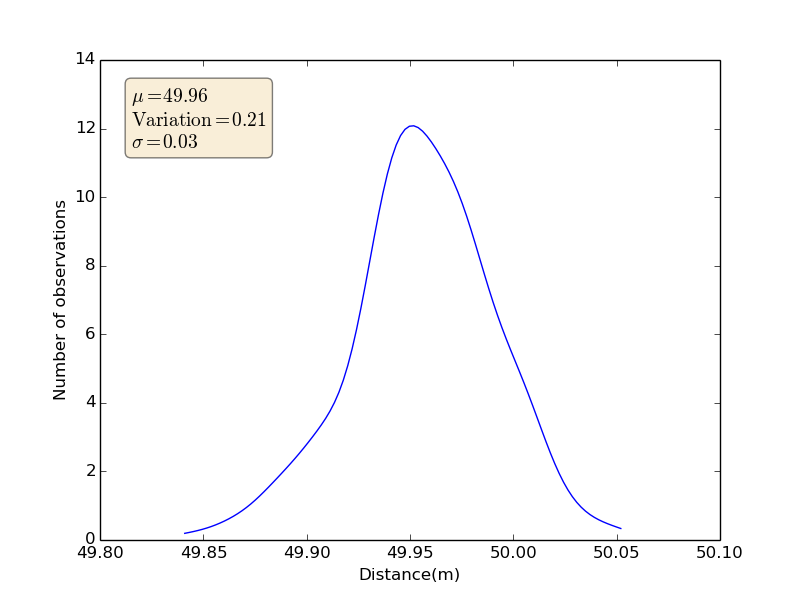 μ=49.96
Variation=0.21
σ=0.03
14
12
10
8
6
4
2
0
Number of observations
49.80 49.85 49.90 49.95 50.00 50.05 50.10
Distance(m)